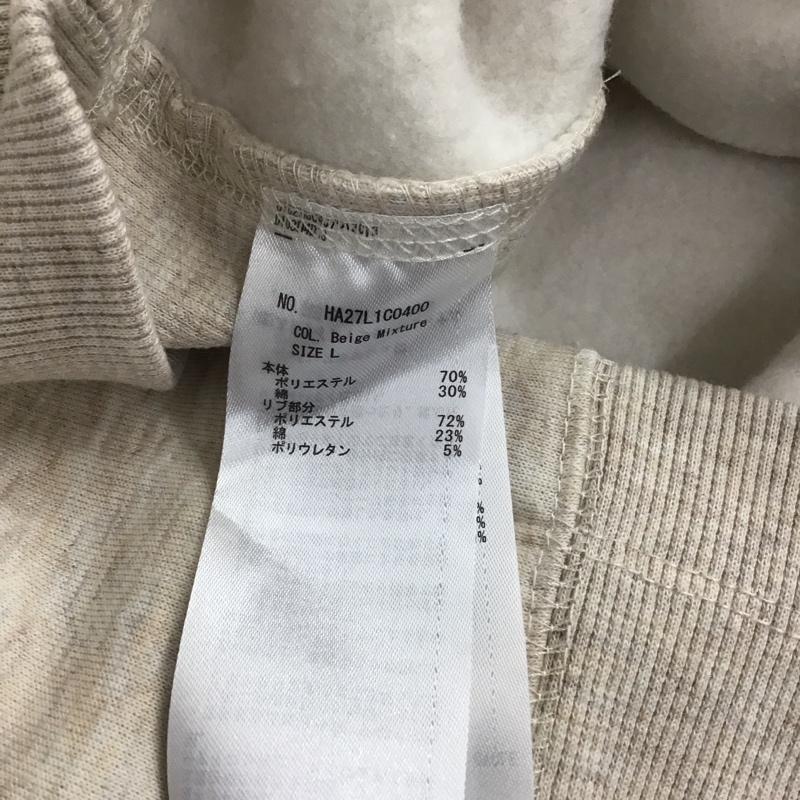 NO. HA27L1C0400
COL. Beige Mixture
SIZE L
本体
ポリエステル 70%
綿 30%
リブ部分
ポリエステル 72%
綿 23%
ポリウレタン 5%
%
%
%